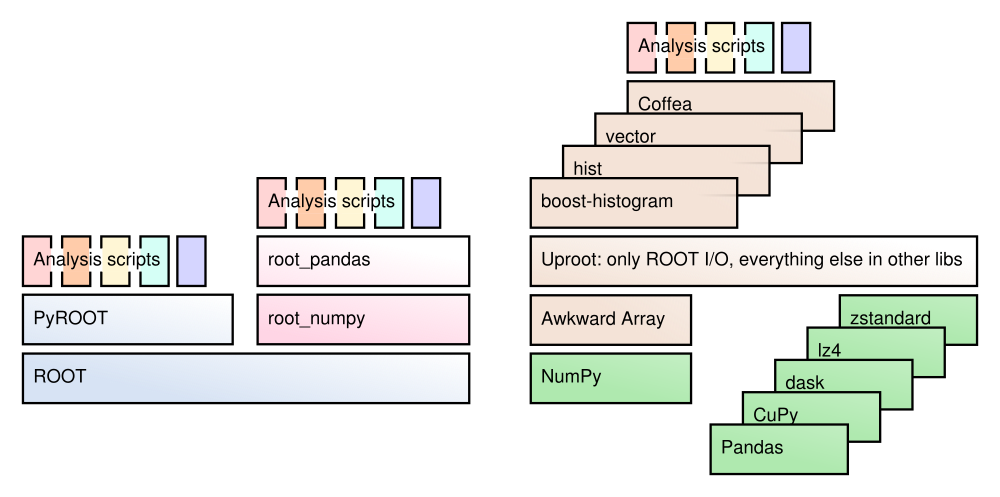 Analysis scripts
Coffea
vector
hist
boost-histogram
Analysis scripts
Analysis scripts
root_pandas
Uproot: only ROOT I/O, everything else in other libs
PyROOT
root_numpy
Awkward Array
zstandard
lz4
ROOT
NumPy
dask
CuPy
Pandas